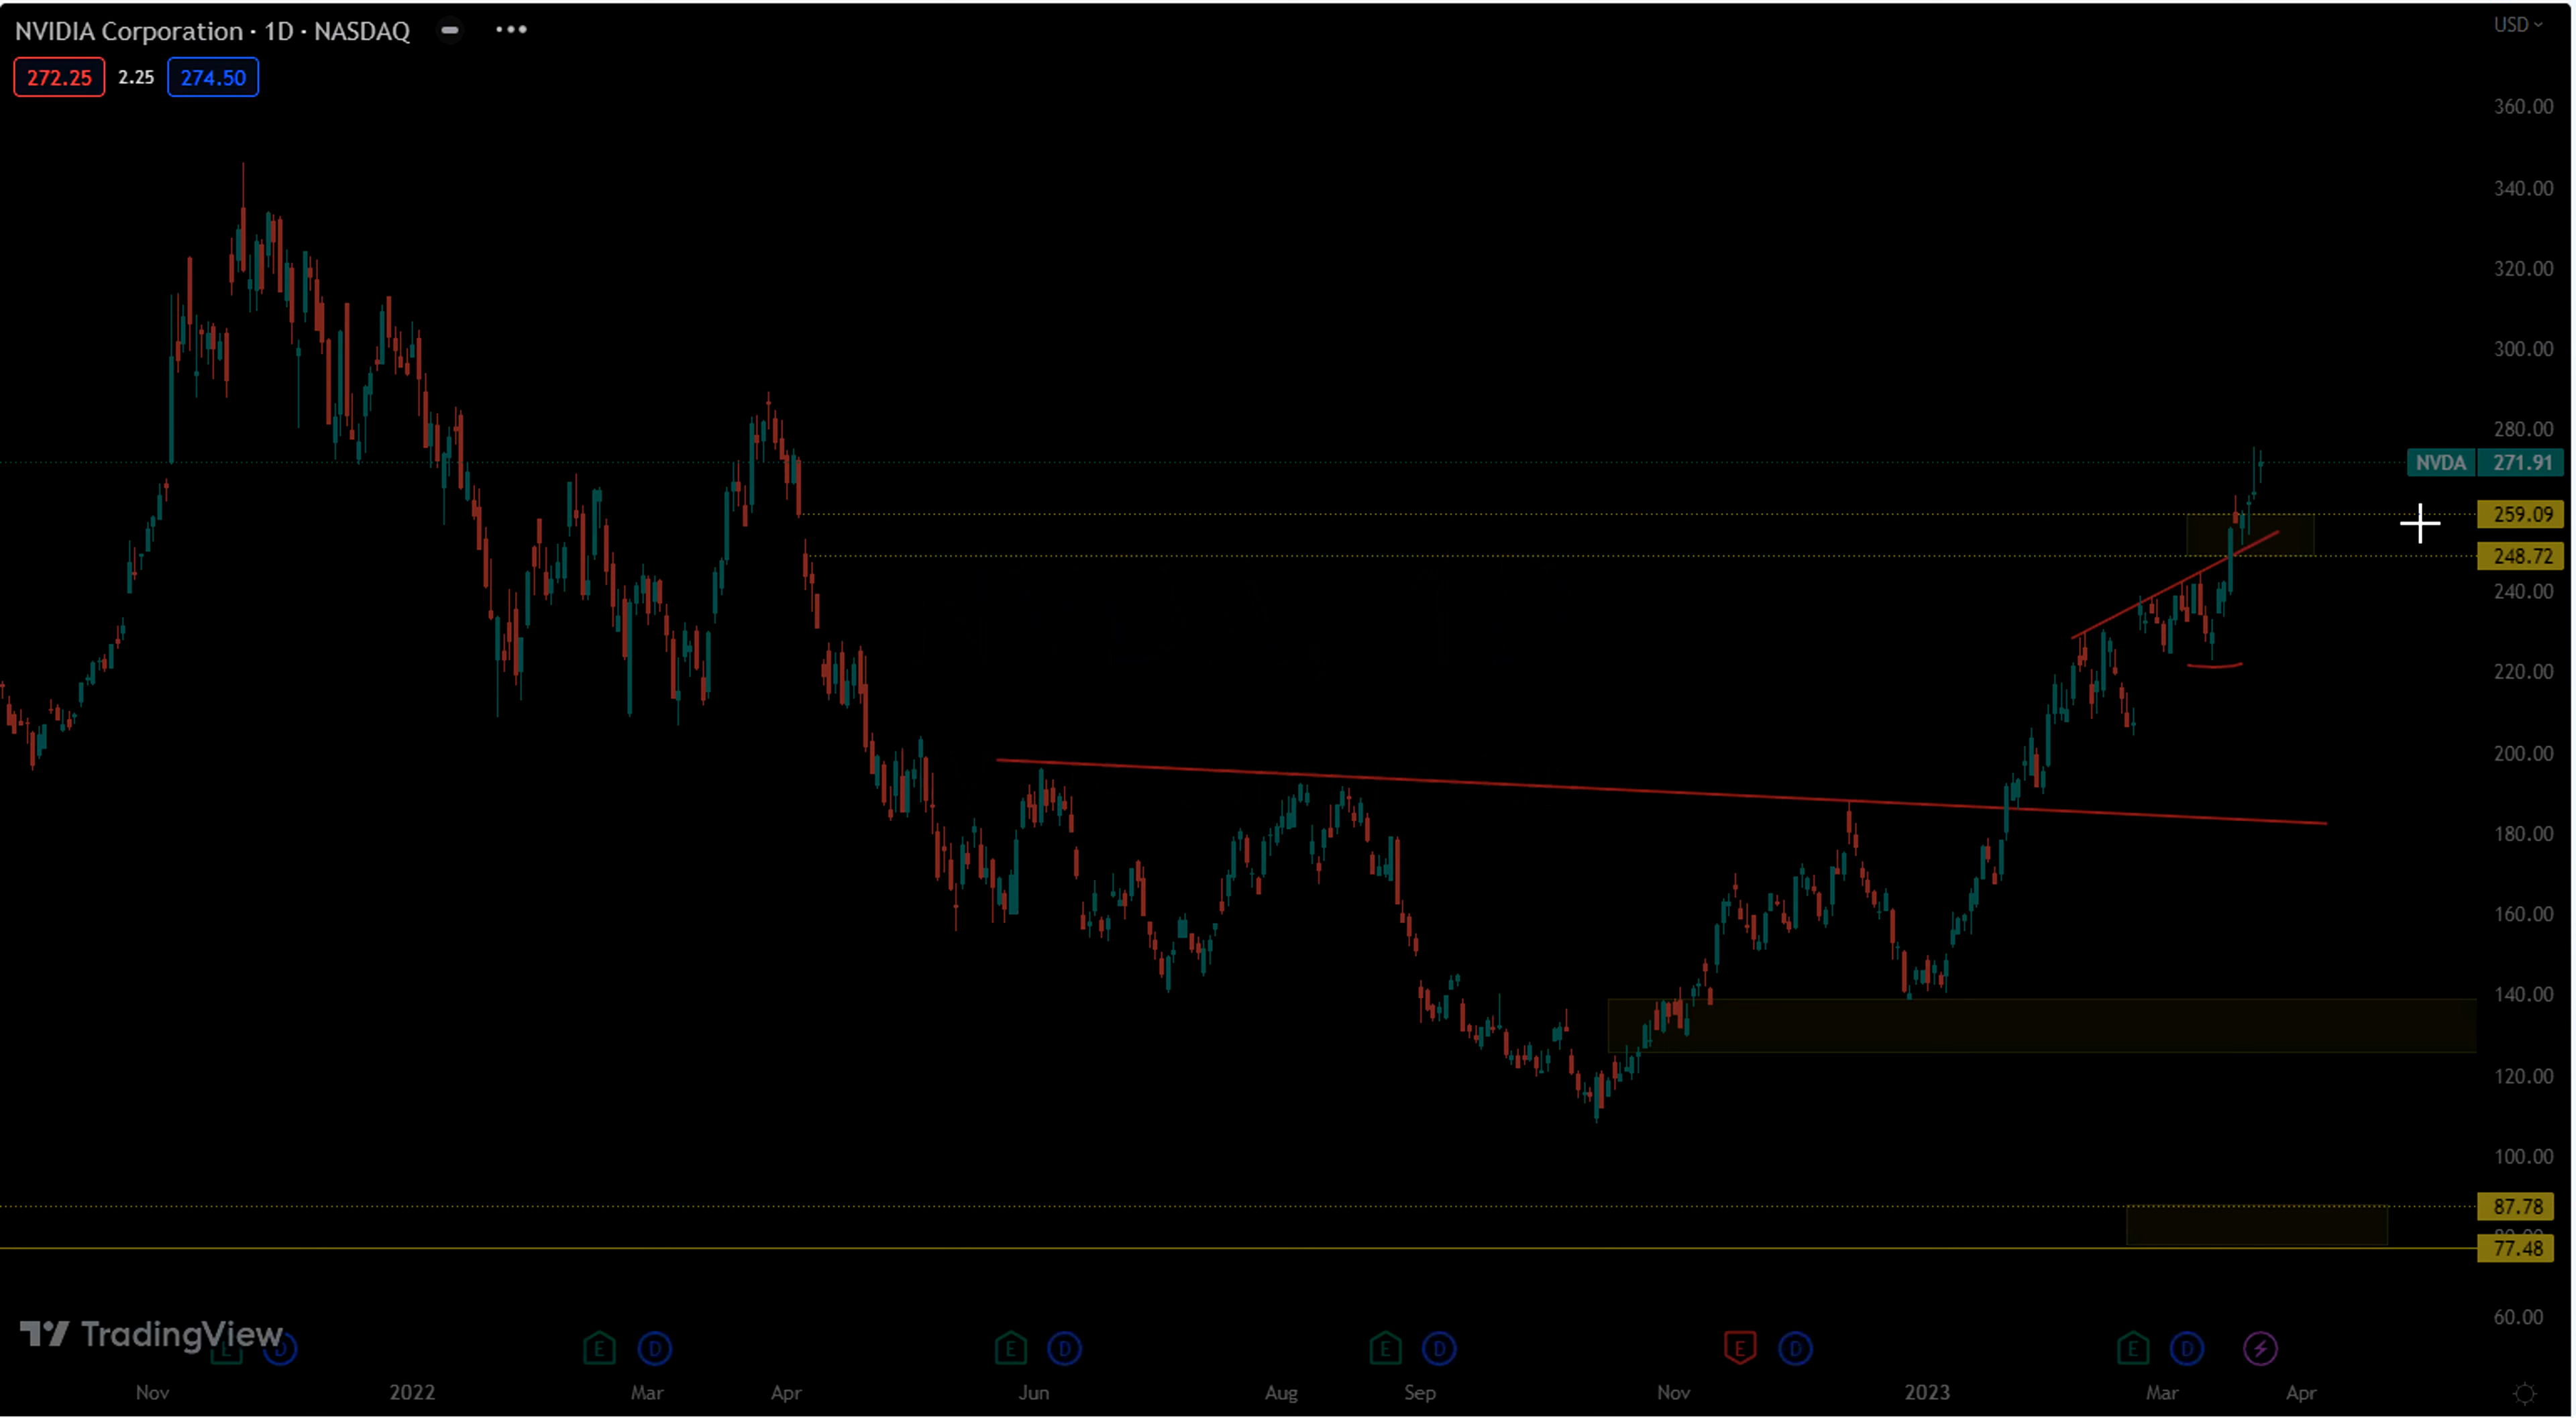 NVIDIA Corporation · 1D · NASDAQ
USD
272.25 2.25 274.50
360.00
340.00
320.00
300.00
280.00
NVDA 271.91
259.09
248.72
240.00
220.00
200.00
180.00
160.00
140.00
120.00
100.00
87.78
80.00
77.48
60.00
TradingView
E D E D E D E D E D E D
Nov 2022 Mar Apr Jun Aug Sep Nov 2023 Mar Apr